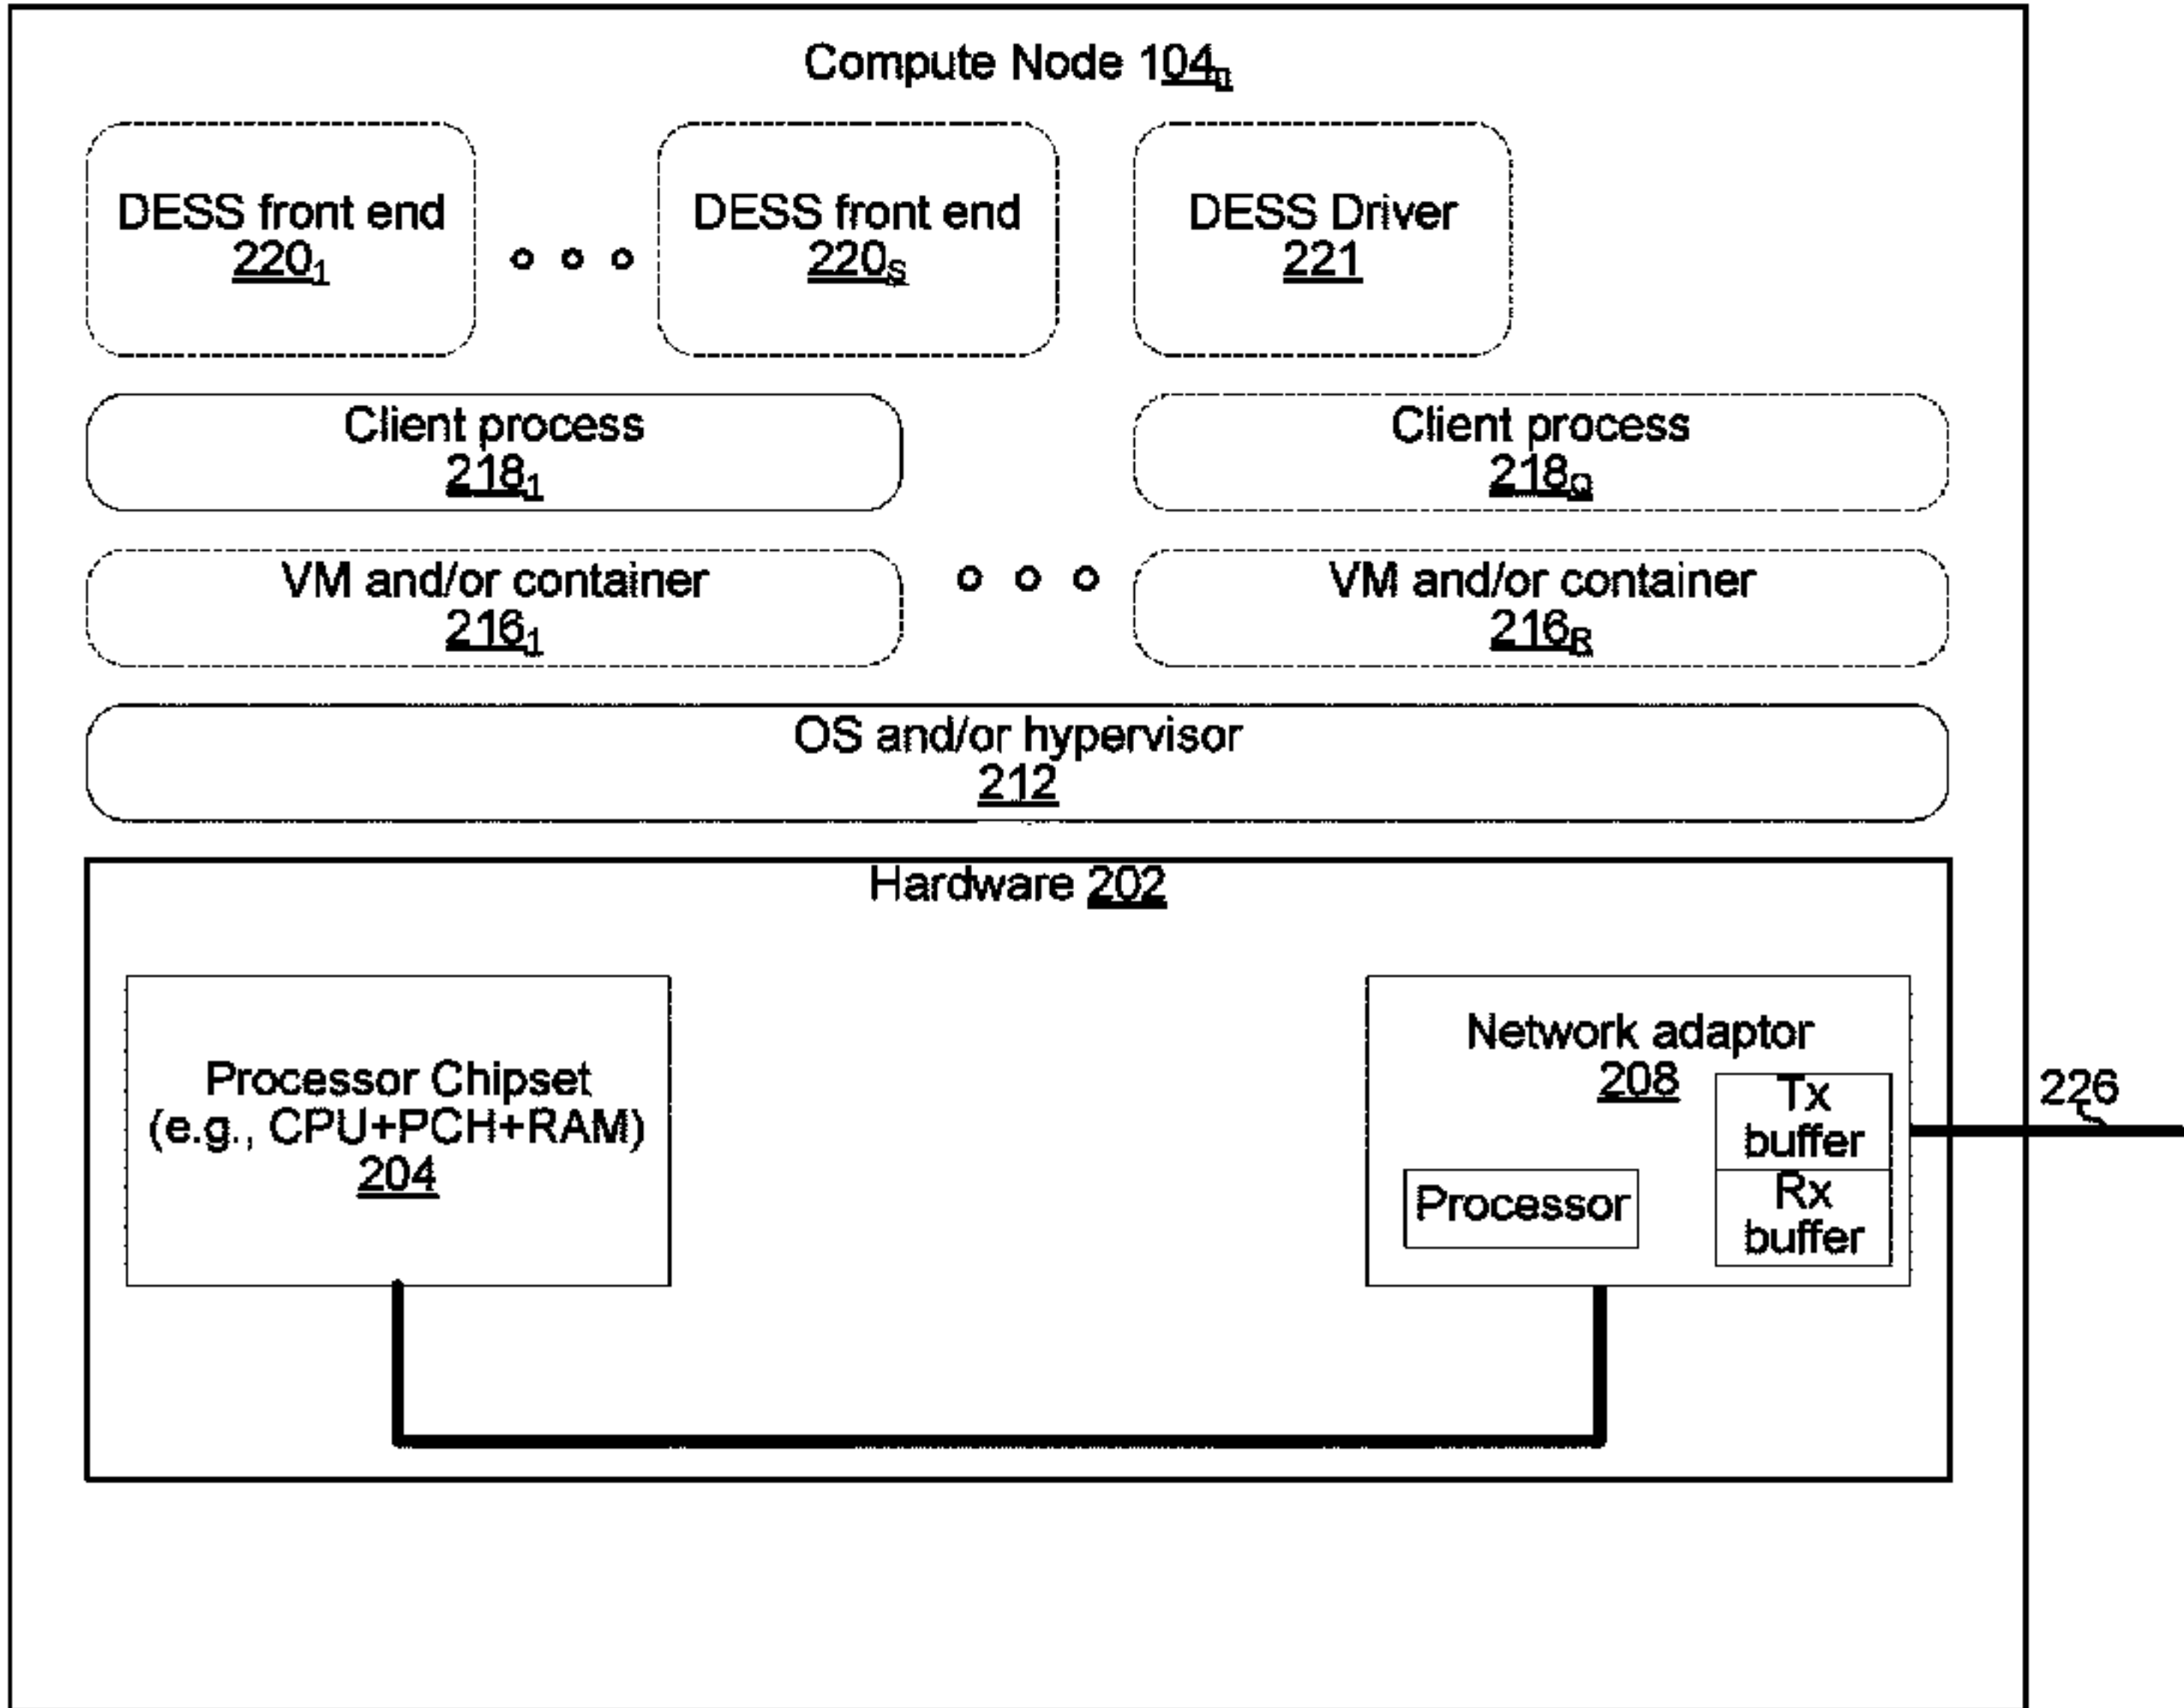 Compute Node 104n
DESS front end
220₁
DESS front end
220S
DESS Driver
221
Client process
218₁
Client process
218Q
VM and/or container
216₁
VM and/or container
216R
OS and/or hypervisor
212
Hardware 202
Processor Chipset
(e.g., CPU+PCH+RAM)
204
Network adaptor
208
Processor
Tx
buffer
Rx
buffer
226